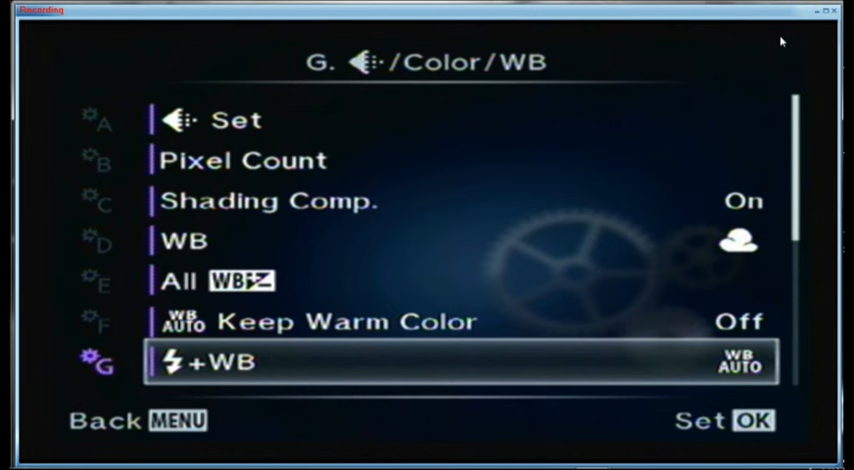 Recording
G. /Color/WB
A
Set
B
Pixel Count
C
Shading Comp. On
D
WB
E
All WB
F
WB AUTO Keep Warm Color Off
G
+WB WB AUTO
Back MENU Set OK